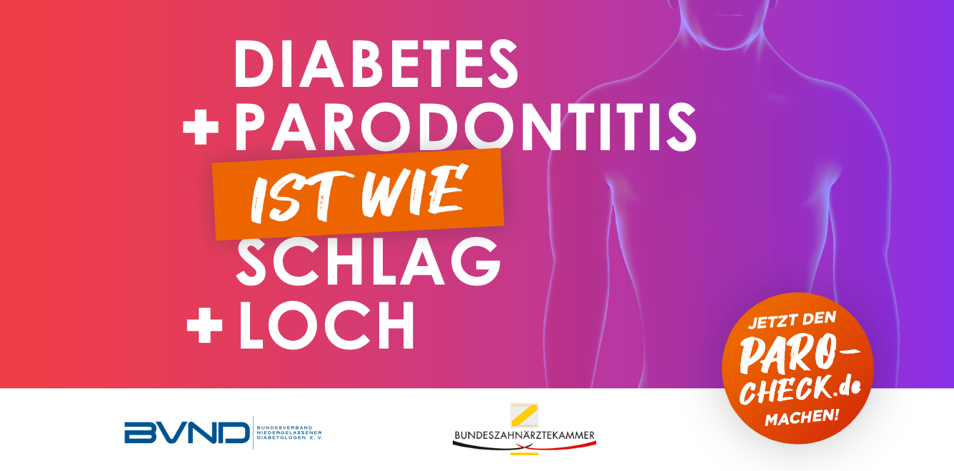 DIABETES
+ PARODONTITIS
IST WIE
SCHLAG
+ LOCH
JETZT DEN
PARO-
CHECK.de
MACHEN!
BVND
BUNDESVERBAND
NIEDERGELASSENER
DIABETOLOGEN E. V.
BUNDESZAHNÄRZTEKAMMER